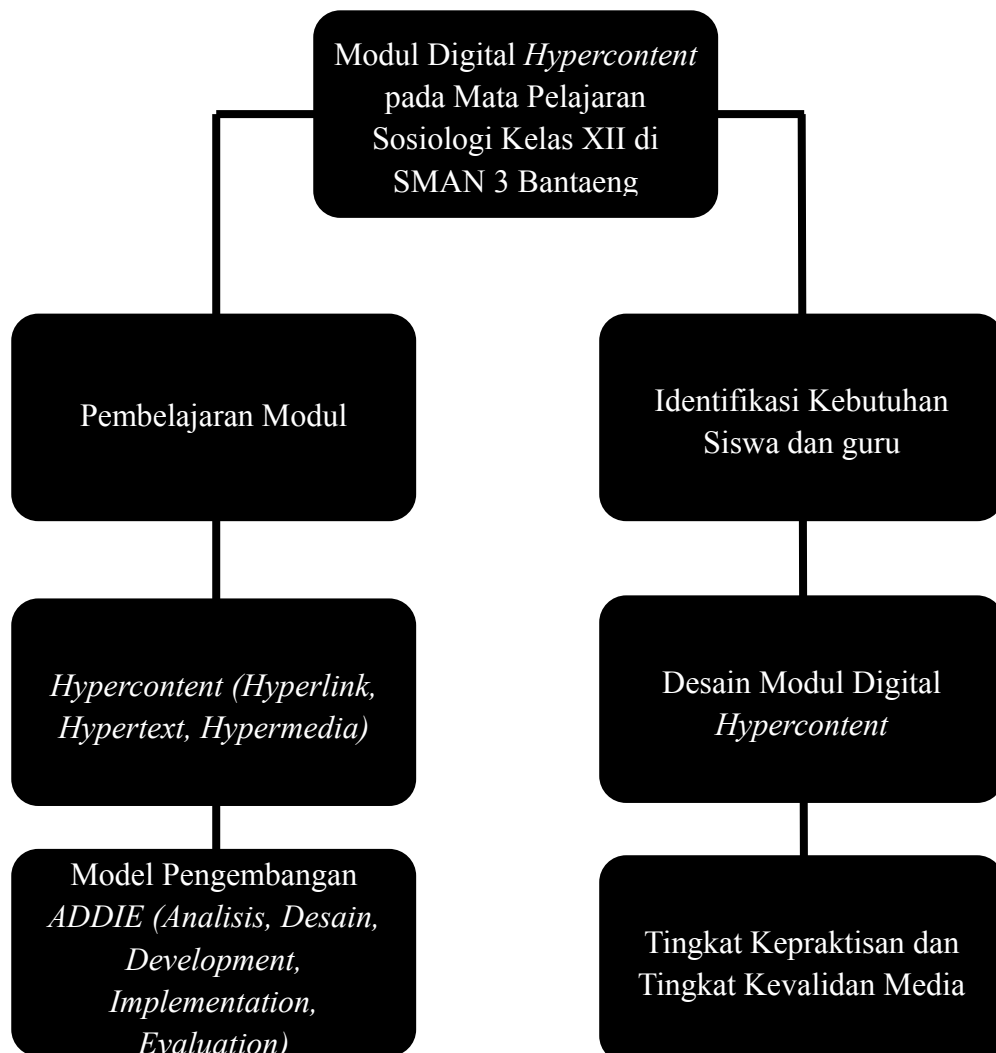 Modul Digital Hypercontent
pada Mata Pelajaran
Sosiologi Kelas XII di
SMAN 3 Bantaeng
Pembelajaran Modul
Identifikasi Kebutuhan
Siswa dan guru
Hypercontent (Hyperlink,
Hypertext, Hypermedia)
Desain Modul Digital
Hypercontent
Model Pengembangan
ADDIE (Analisis, Desain,
Development,
Implementation,
Evaluation)
Tingkat Kepraktisan dan
Tingkat Kevalidan Media